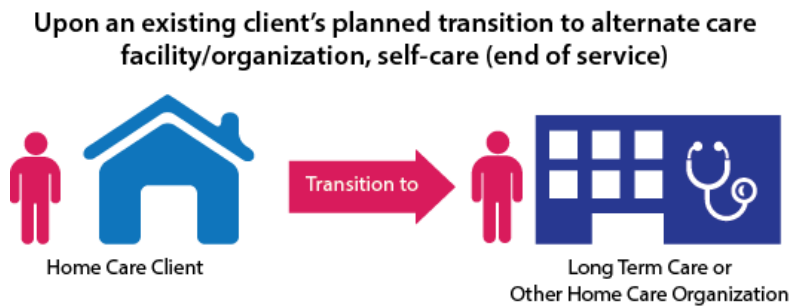 Upon an existing client’s planned transition to alternate care
facility/organization, self-care (end of service)
Transition to
Home Care Client
Long Term Care or
Other Home Care Organization